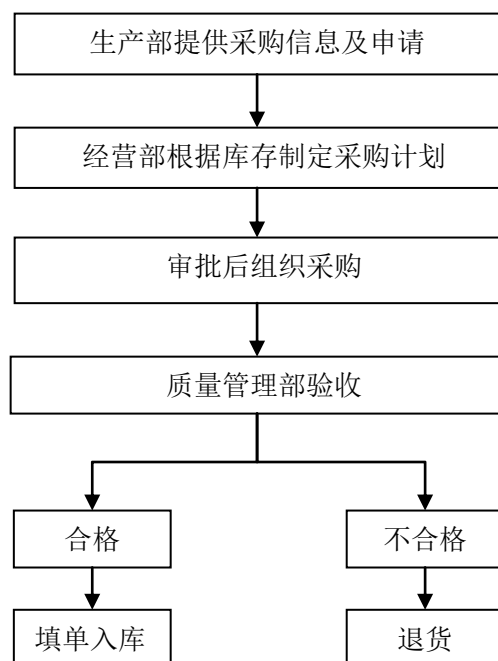 生产部提供采购信息及申请
经营部根据库存制定采购计划
审批后组织采购
质量管理部验收
合格
不合格
填单入库
退货